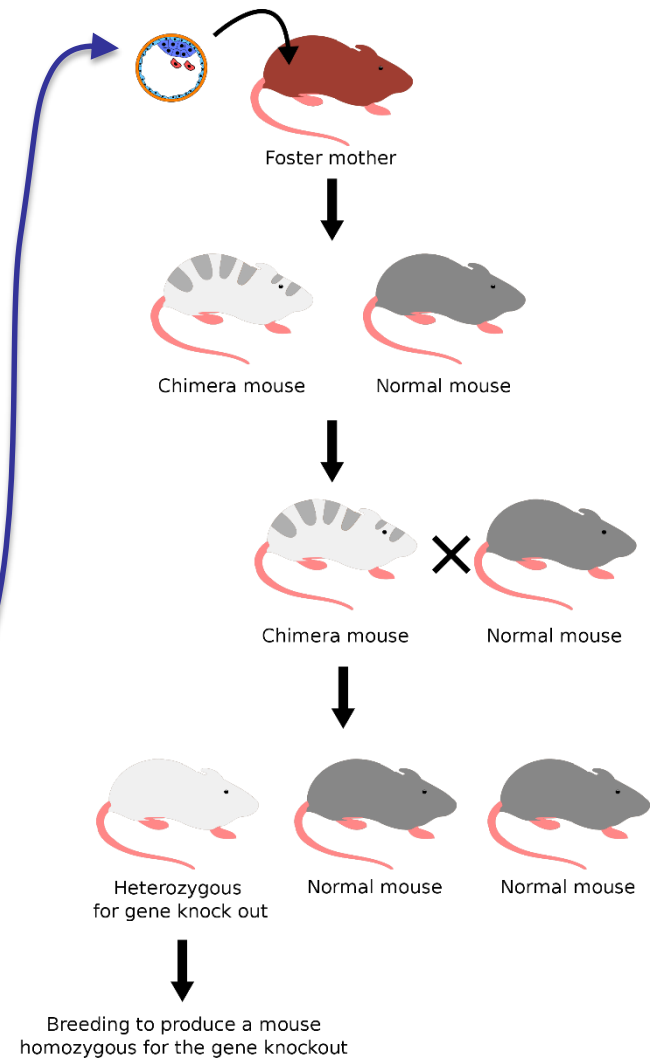 Foster mother
Chimera mouse
Normal mouse
Chimera mouse
Normal mouse
Heterozygous
for gene knock out
Normal mouse
Normal mouse
Breeding to produce a mouse
homozygous for the gene knockout